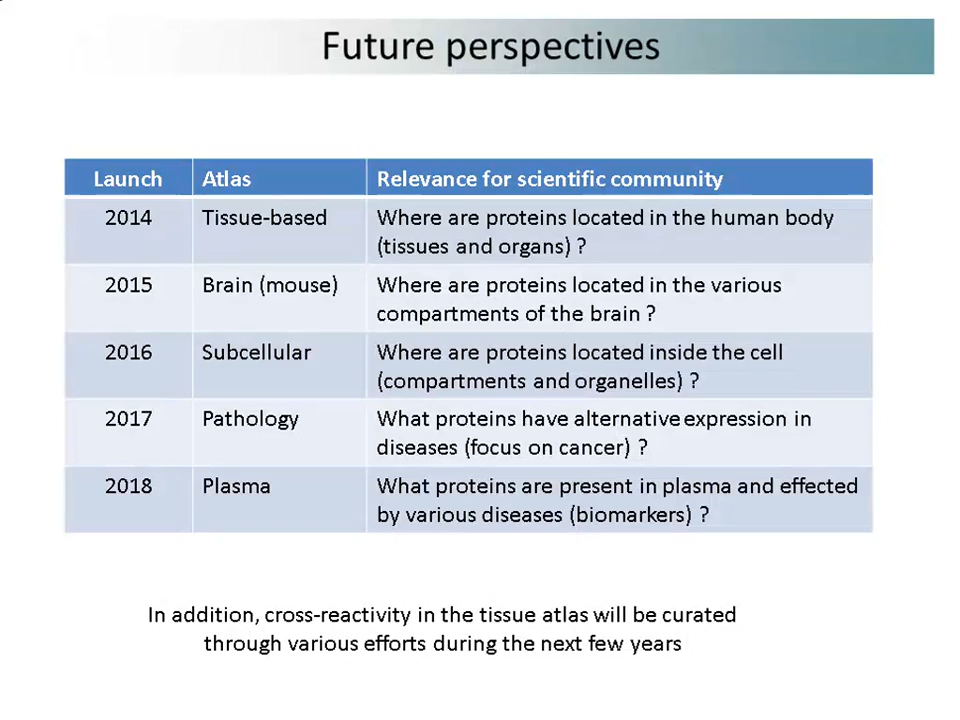 Future perspectives
Launch Atlas Relevance for scientific community
2014 Tissue-based Where are proteins located in the human body
(tissues and organs) ?
2015 Brain (mouse) Where are proteins located in the various
compartments of the brain ?
2016 Subcellular Where are proteins located inside the cell
(compartments and organelles) ?
2017 Pathology What proteins have alternative expression in
diseases (focus on cancer) ?
2018 Plasma What proteins are present in plasma and effected
by various diseases (biomarkers) ?
In addition, cross-reactivity in the tissue atlas will be curated
through various efforts during the next few years